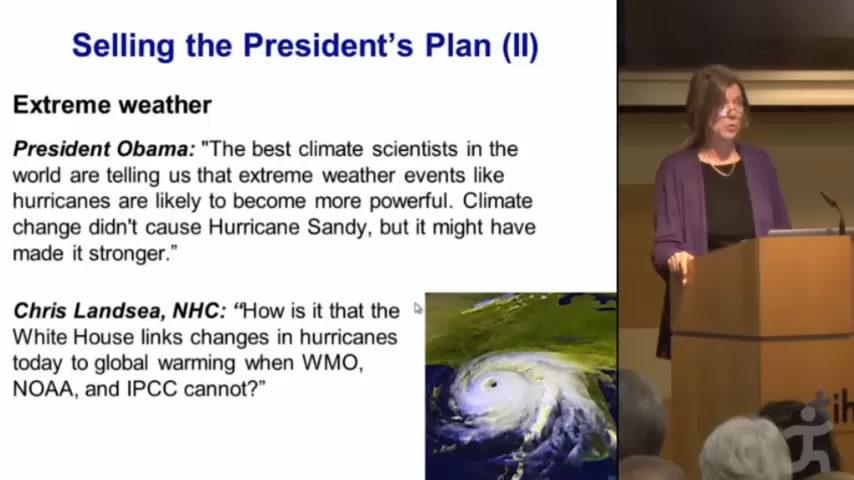 Selling the President's Plan (II)
Extreme weather
President Obama: "The best climate scientists in the
world are telling us that extreme weather events like
hurricanes are likely to become more powerful. Climate
change didn't cause Hurricane Sandy, but it might have
made it stronger.”
Chris Landsea, NHC: “How is it that the
White House links changes in hurricanes
today to global warming when WMO,
NOAA, and IPCC cannot?”